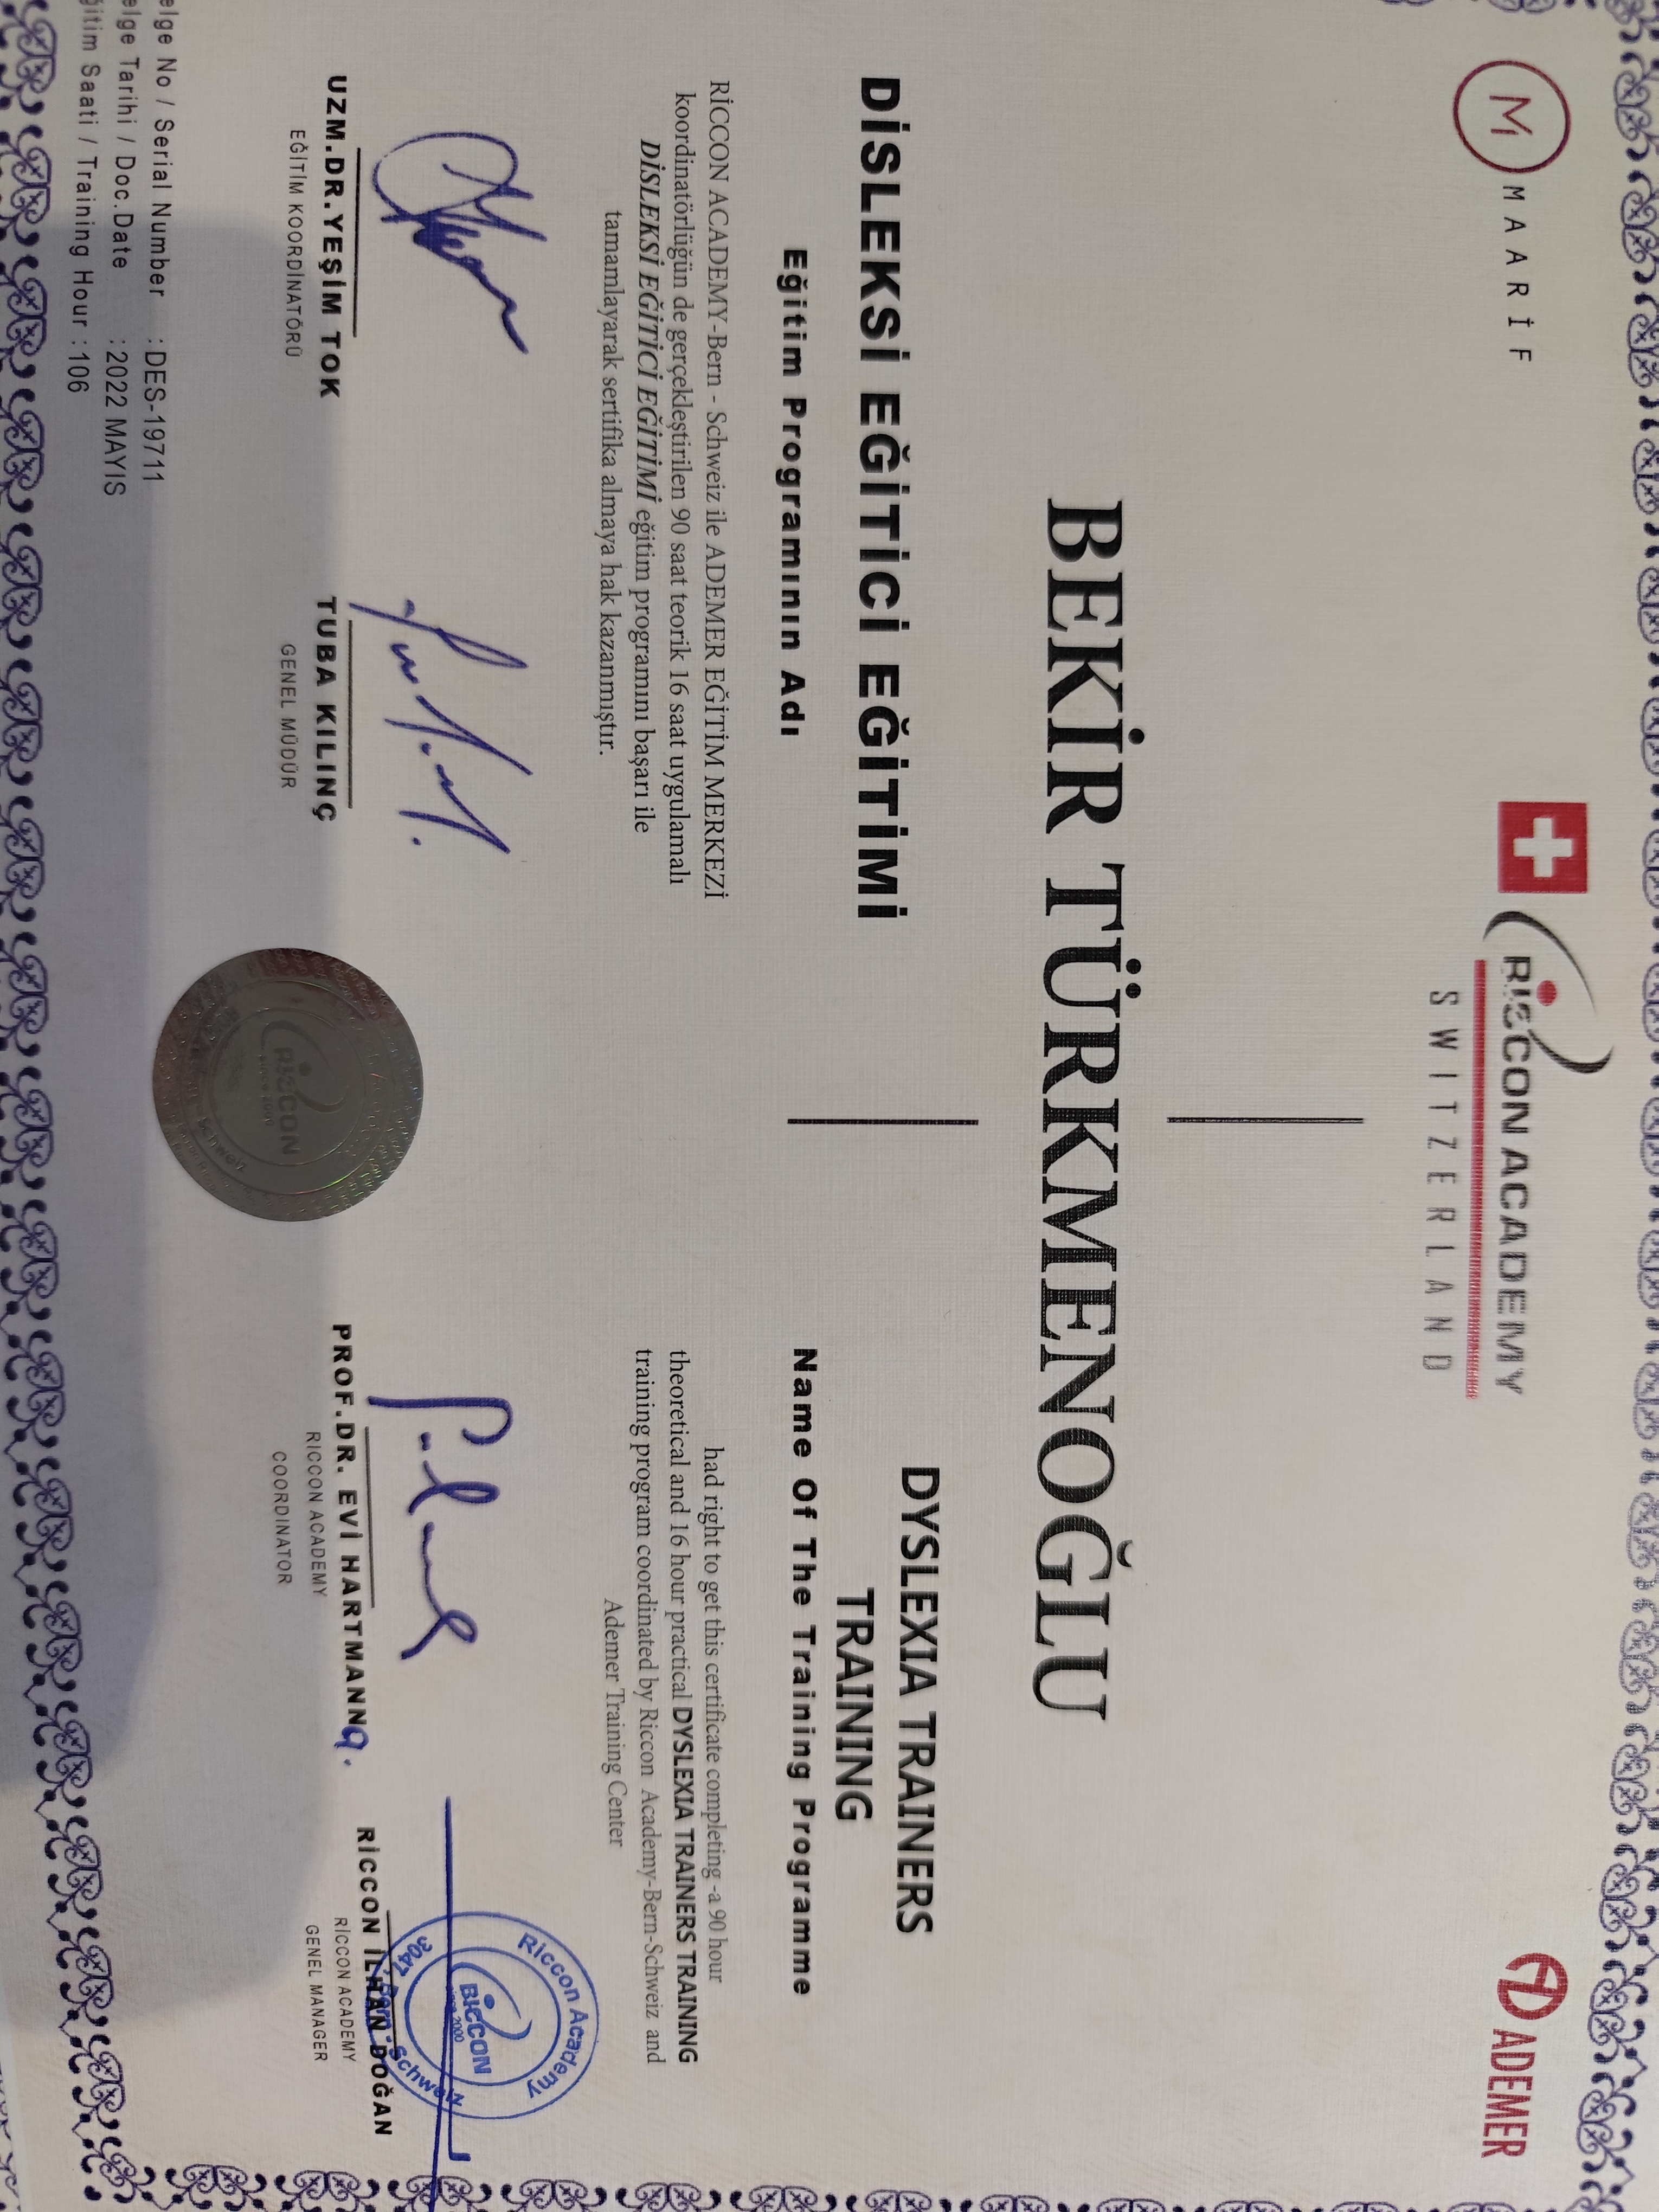 M MAARİF
RICCON ACADEMY
SWITZERLAND
ADEMER
BEKİR TÜRKMENOĞLU
DİSLEKSİ EĞİTİCİ EĞİTİMİ
Eğitim Programının Adı
RİCCON ACADEMY-Bern - Schweiz ile ADEMER EĞİTİM MERKEZİ
koordinatörlüğün de gerçekleştirilen 90 saat teorik 16 saat uygulamalı
DİSLEKSİ EĞİTİCİ EĞİTİMİ eğitim programını başarı ile
tamamlayarak sertifika almaya hak kazanmıştır.
DYSLEXIA TRAINERS
TRAINING
Name Of The Training Programme
had right to get this certificate completing -a 90 hour
theoretical and 16 hour practical DYSLEXIA TRAINERS TRAINING
training program coordinated by Riccon Academy-Bern-Schweiz and
Ademer Training Center
UZM.DR.YEŞİM TOK
EĞİTİM KOORDİNATÖRÜ
TUBA KILINÇ
GENEL MÜDÜR
RICCON
PROF.DR. EVİ HARTMANN
RICCON ACADEMY
COORDINATOR
Riccon Academy
RICCON
since 2000
3047 Bern - Schweiz
RİCCON İLHAN DOĞAN
RİCCON ACADEMY
GENEL MANAGER
elge No / Serial Number : DES-19711
elge Tarihi / Doc.Date : 2022 MAYIS
ğitim Saati / Training Hour :106